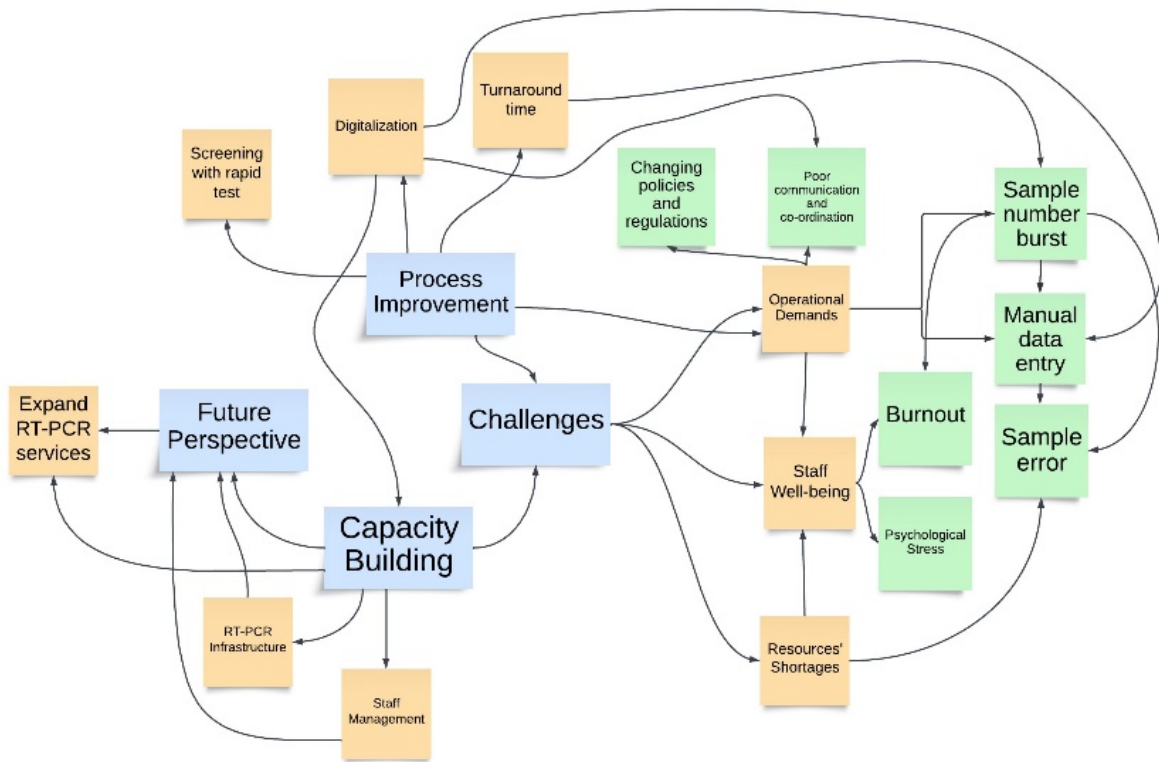 Turnaround
time
Digitalization
Screening
with rapid
test
Changing
policies
and
regulations
Poor
communication
and
co-ordination
Sample
number
burst
Process
Improvement
Operational
Demands
Manual
data
entry
Expand
RT-PCR
services
Future
Perspective
Challenges
Burnout
Sample
error
Staff
Well-being
Capacity
Building
Psychological
Stress
RT-PCR
Infrastructure
Resources'
Shortages
Staff
Management